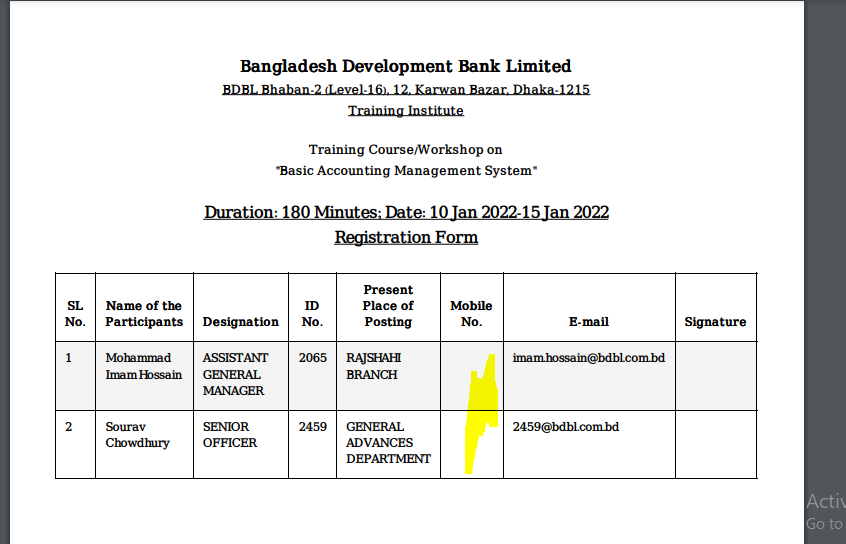 Bangladesh Development Bank Limited
BDBL Bhaban-2 (Level-16), 12, Karwan Bazar, Dhaka-1215
Training Institute
Training Course/Workshop on
"Basic Accounting Management System"
Duration: 180 Minutes; Date: 10 Jan 2022-15 Jan 2022
Registration Form
SL No. Name of the Participants Designation ID No. Present Place of Posting Mobile No. E-mail Signature
1 Mohammad Imam Hossain ASSISTANT GENERAL MANAGER 2065 RAJSHAHI BRANCH imam.hossain@bdbl.com.bd
2 Sourav Chowdhury SENIOR OFFICER 2459 GENERAL ADVANCES DEPARTMENT 2459@bdbl.com.bd
Go to